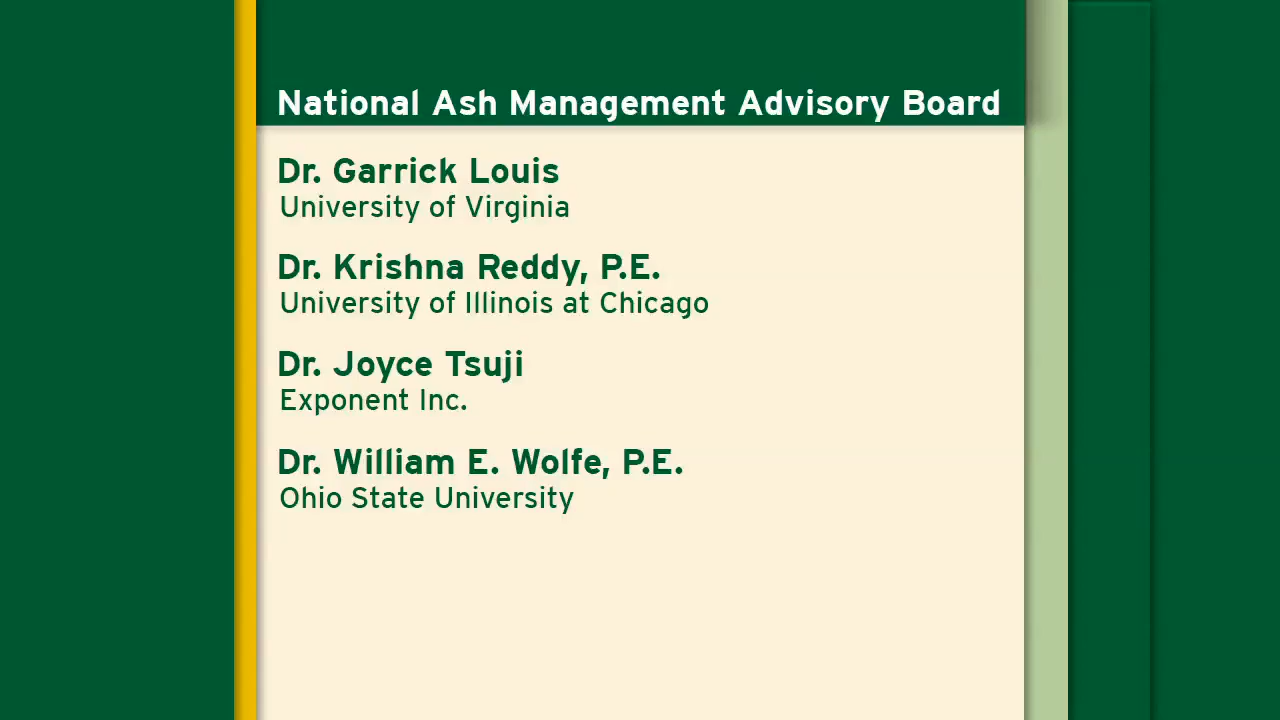 National Ash Management Advisory Board
Dr. Garrick Louis
University of Virginia
Dr. Krishna Reddy, P.E.
University of Illinois at Chicago
Dr. Joyce Tsuji
Exponent Inc.
Dr. William E. Wolfe, P.E.
Ohio State University